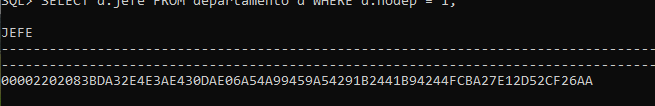 SQL> SELECT d.jefe FROM departamento d WHERE d.nodep = 1;
JEFE
--------------------------------------------------------------------------------
--------------------------------------------------------------------------------
00002202083BDA32E4E3AE430DAE06A54A99459A54291B2441B94244FCBA27E12D52CF26AA